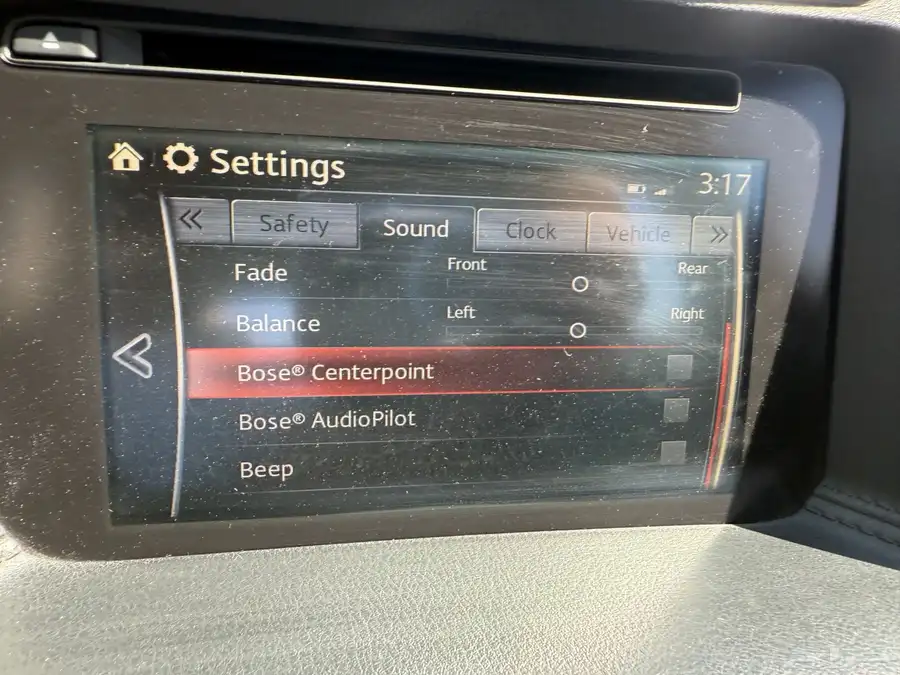 Settings
3:17
« Safety Sound Clock Vehicle »
Fade Front Rear
Balance Left Right
Bose® Centerpoint
Bose® AudioPilot
Beep